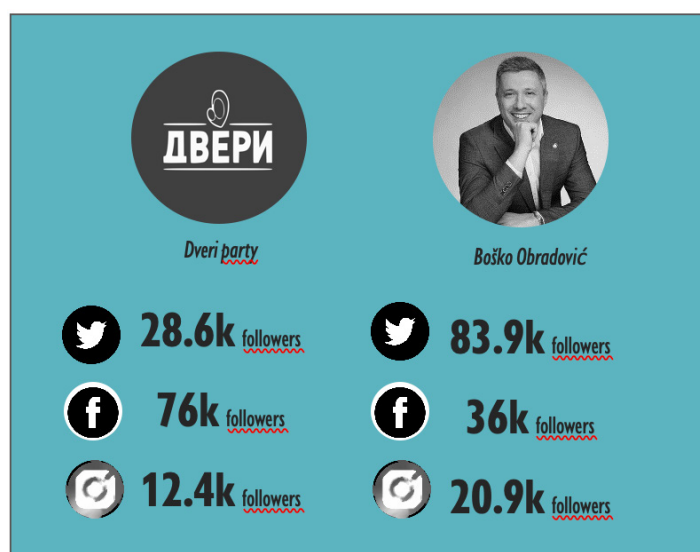 ДВЕРИ
Dveri party
28.6k followers
76k followers
12.4k followers
Boško Obradović
83.9k followers
36k followers
20.9k followers